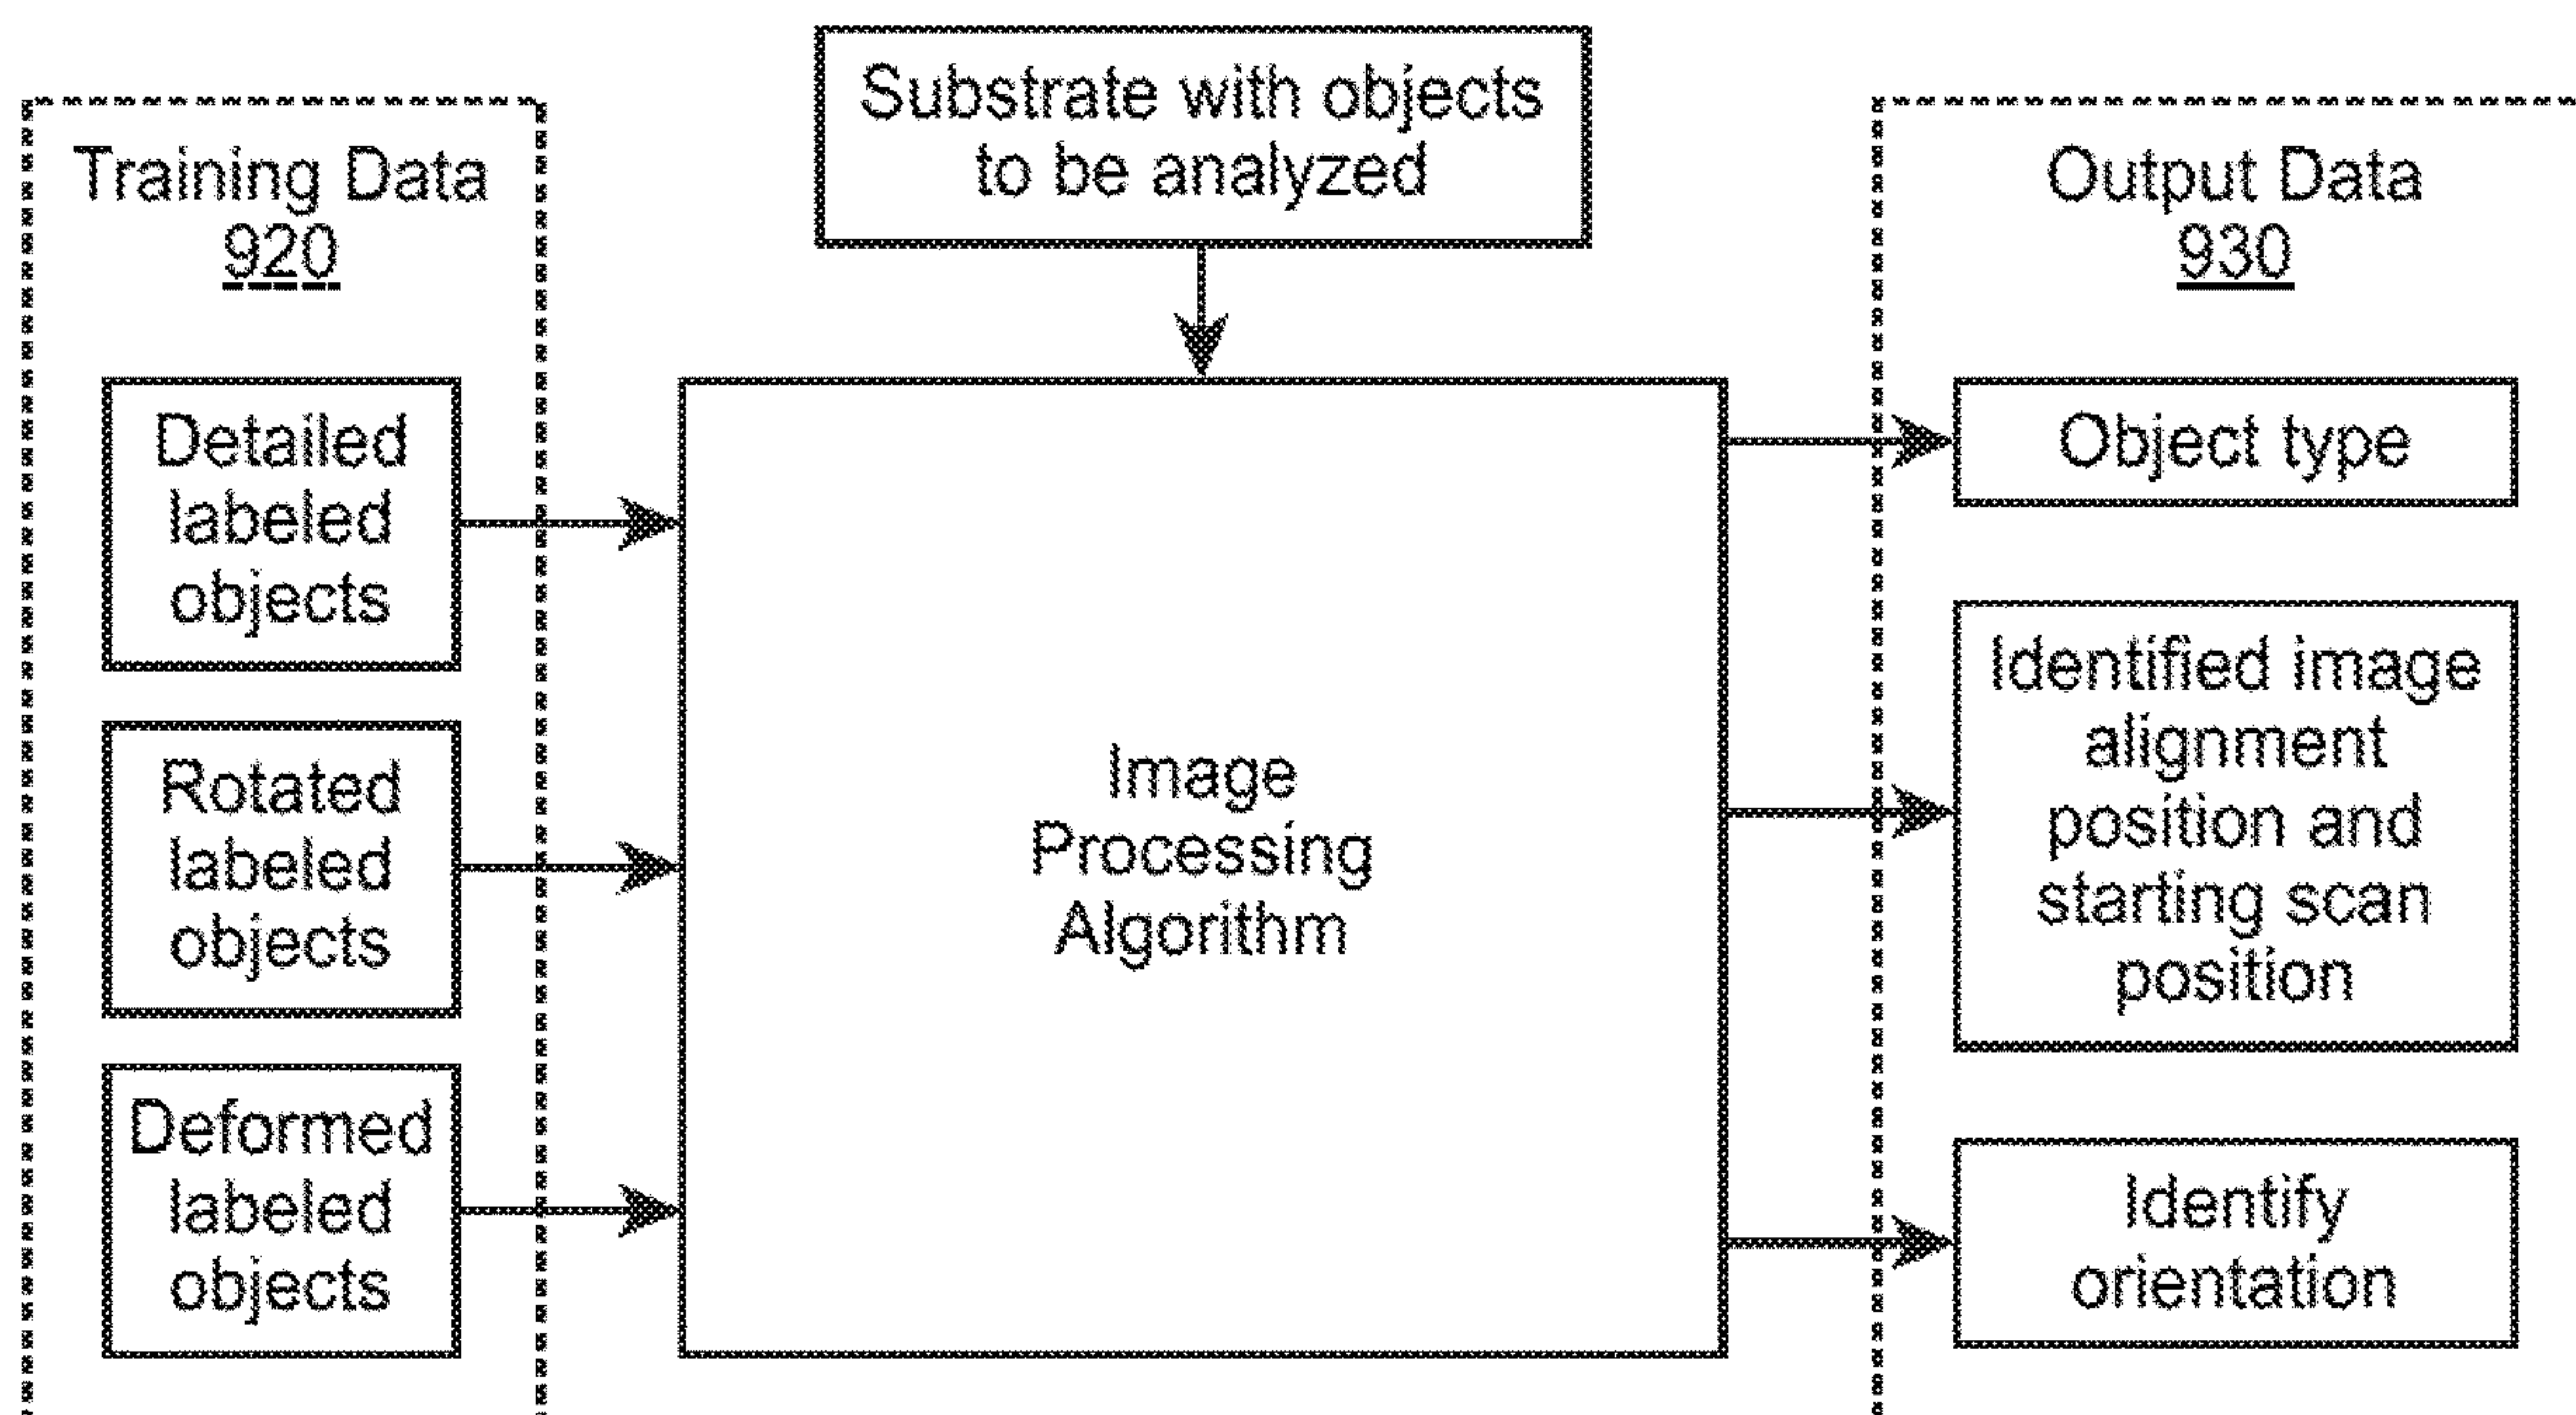 Substrate with objects
to be analyzed
Training Data
920
Detailed
labeled
objects
Rotated
labeled
objects
Deformed
labeled
objects
Image
Processing
Algorithm
Output Data
930
Object type
Identified image
alignment
position and
starting scan
position
Identify
orientation